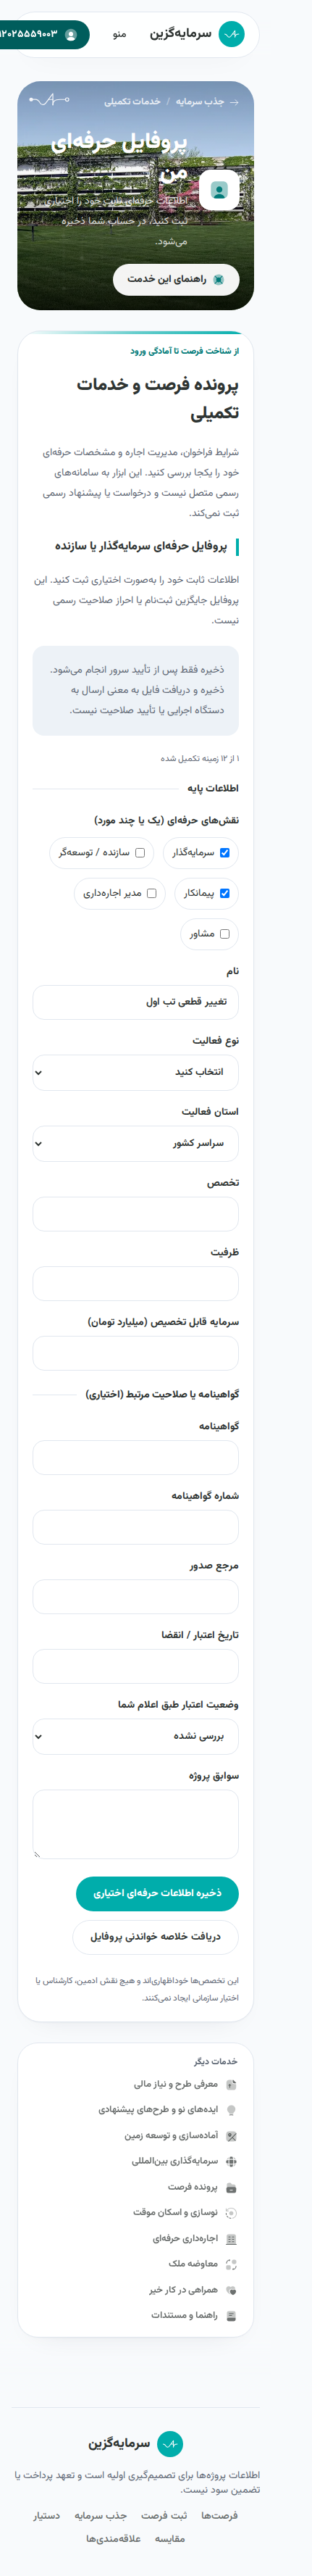 سرمایه‌گزین
منو
۱۲۰۲۵۵۵۹۰۰۳
جذب سرمایه / خدمات تکمیلی
پروفایل حرفه‌ای
من
اطلاعات حرفه‌ای ثابت خود را اختیاری
ثبت کنید؛ در حساب شما ذخیره
می‌شود.
راهنمای این خدمت
از شناخت فرصت تا آمادگی ورود
پرونده فرصت و خدمات
تکمیلی
شرایط فراخوان، مدیریت اجاره و مشخصات حرفه‌ای
خود را یکجا بررسی کنید. این ابزار به سامانه‌های
رسمی متصل نیست و درخواست یا پیشنهاد رسمی
ثبت نمی‌کند.
پروفایل حرفه‌ای سرمایه‌گذار یا سازنده
اطلاعات ثابت خود را به‌صورت اختیاری ثبت کنید. این
پروفایل جایگزین ثبت‌نام یا احراز صلاحیت رسمی
نیست.
ذخیره فقط پس از تأیید سرور انجام می‌شود.
ذخیره و دریافت فایل به معنی ارسال به
دستگاه اجرایی یا تأیید صلاحیت نیست.
۱ از ۱۲ زمینه تکمیل شده
اطلاعات پایه
نقش‌های حرفه‌ای (یک یا چند مورد)
سرمایه‌گذار
سازنده / توسعه‌گر
پیمانکار
مدیر اجاره‌داری
مشاور
نام
تغییر قطعی تب اول
نوع فعالیت
انتخاب کنید
استان فعالیت
سراسر کشور
تخصص
ظرفیت
سرمایه قابل تخصیص (میلیارد تومان)
گواهینامه یا صلاحیت مرتبط (اختیاری)
گواهینامه
شماره گواهینامه
مرجع صدور
تاریخ اعتبار / انقضا
وضعیت اعتبار طبق اعلام شما
بررسی نشده
سوابق پروژه
ذخیره اطلاعات حرفه‌ای اختیاری
دریافت خلاصه خواندنی پروفایل
این تخصص‌ها خوداظهاری‌اند و هیچ نقش ادمین، کارشناس یا
اختیار سازمانی ایجاد نمی‌کنند.
خدمات دیگر
معرفی طرح و نیاز مالی
ایده‌های نو و طرح‌های پیشنهادی
آماده‌سازی و توسعه زمین
سرمایه‌گذاری بین‌المللی
پرونده فرصت
نوسازی و اسکان موقت
اجاره‌داری حرفه‌ای
معاوضه ملک
همراهی در کار خیر
راهنما و مستندات
سرمایه‌گزین
اطلاعات پروژه‌ها برای تصمیم‌گیری اولیه است و تعهد پرداخت یا
تضمین سود نیست.
فرصت‌ها
ثبت فرصت
جذب سرمایه
دستیار
مقایسه
علاقه‌مندی‌ها